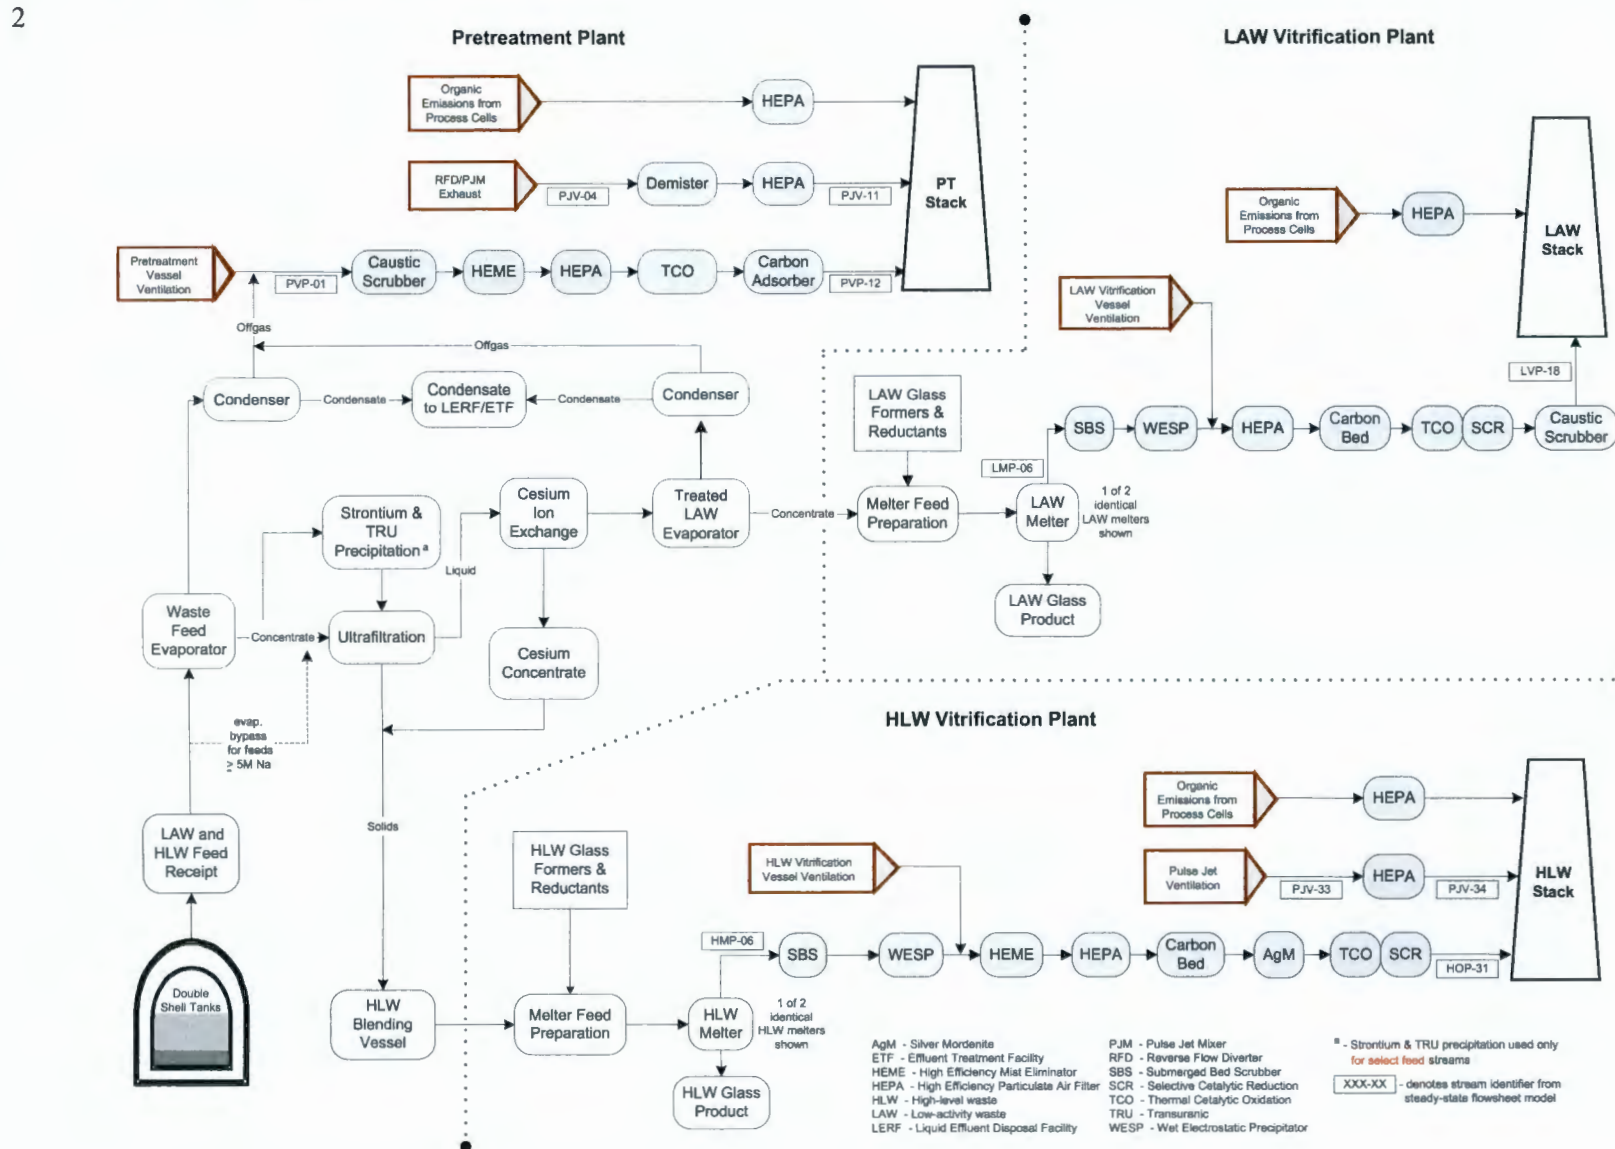 2
Pretreatment Plant
LAW Vitrification Plant
Organic
Emissions from
Process Cells
HEPA
RFD/PJM
Exhaust
PJV-04
Demister
HEPA
PJV-11
PT
Stack
Pretreatment
Vessel
Ventilation
PVP-01
Caustic
Scrubber
HEME
HEPA
TCO
Carbon
Adsorber
PVP-12
Organic
Emissions from
Process Cells
HEPA
LAW
Stack
LAW Vitrification
Vessel
Ventilation
LVP-18
Offgas
Offgas
Condenser
Condensate
Condensate
to LERF/ETF
Condensate
Condenser
LAW Glass
Formers &
Reductants
SBS
WESP
HEPA
Carbon
Bed
TCO
SCR
Caustic
Scrubber
LMP-06
Strontium &
TRU
Precipitation a
Cesium
Ion
Exchange
Treated
LAW
Evaporator
Concentrate
Melter Feed
Preparation
LAW
Melter
1 of 2
identical
LAW melters
shown
Liquid
Waste
Feed
Evaporator
Concentrate
Ultrafiltration
Cesium
Concentrate
LAW Glass
Product
evap.
bypass
for feeds
≥ 5M Na
HLW Vitrification Plant
Organic
Emissions from
Process Cells
HEPA
LAW and
HLW Feed
Receipt
Solids
HLW Glass
Formers &
Reductants
HLW Vitrification
Vessel Ventilation
Pulse Jet
Ventilation
PJV-33
HEPA
PJV-34
HLW
Stack
HMP-06
SBS
WESP
HEME
HEPA
Carbon
Bed
AgM
TCO
SCR
HOP-31
Double
Shell Tanks
HLW
Blending
Vessel
Melter Feed
Preparation
HLW
Melter
1 of 2
identical
HLW melters
shown
HLW Glass
Product
AgM - Silver Mordenite
ETF - Effluent Treatment Facility
HEME - High Efficiency Mist Eliminator
HEPA - High Efficiency Particulate Air Filter
HLW - High-level waste
LAW - Low-activity waste
LERF - Liquid Effluent Disposal Facility
PJM - Pulse Jet Mixer
RFD - Reverse Flow Diverter
SBS - Submerged Bed Scrubber
SCR - Selective Catalytic Reduction
TCO - Thermal Catalytic Oxidation
TRU - Transuranic
WESP - Wet Electrostatic Precipitator
a - Strontium & TRU precipitation used only
for select feed streams
XXX-XX - denotes stream identifier from
steady-state flowsheet model